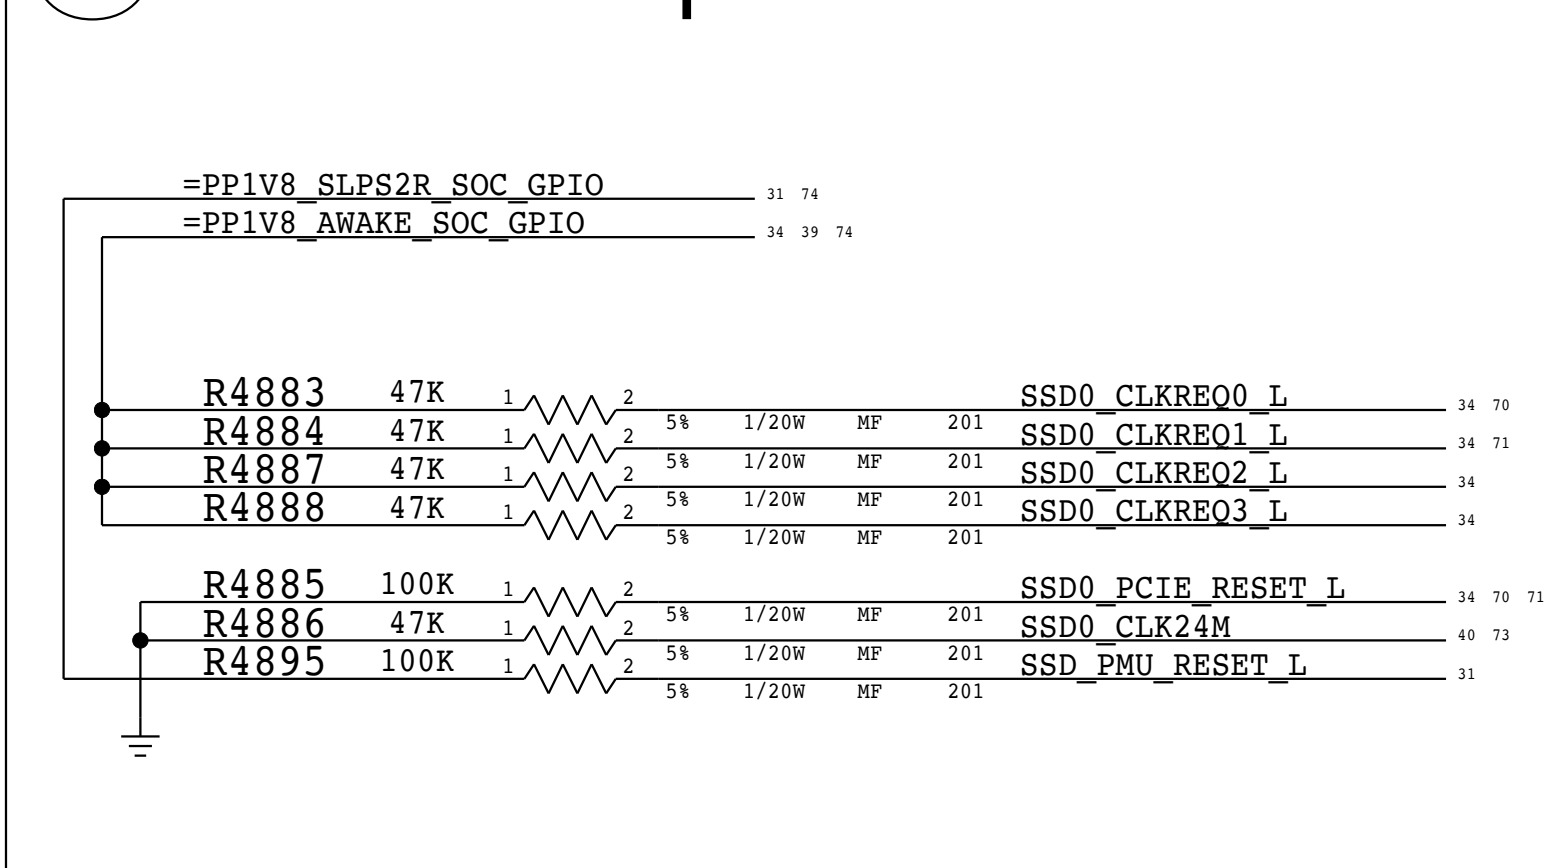 =PP1V8_SLPS2R_SOC_GPIO 31 74
=PP1V8_AWAKE_SOC_GPIO 34 39 74
R4883 47K 1 2 5% 1/20W MF 201 SSD0_CLKREQ0_L 34 70
R4884 47K 1 2 5% 1/20W MF 201 SSD0_CLKREQ1_L 34 71
R4887 47K 1 2 5% 1/20W MF 201 SSD0_CLKREQ2_L 34
R4888 47K 1 2 5% 1/20W MF 201 SSD0_CLKREQ3_L 34
R4885 100K 1 2 5% 1/20W MF 201 SSD0_PCIE_RESET_L 34 70 71
R4886 47K 1 2 5% 1/20W MF 201 SSD0_CLK24M 40 73
R4895 100K 1 2 5% 1/20W MF 201 SSD_PMU_RESET_L 31